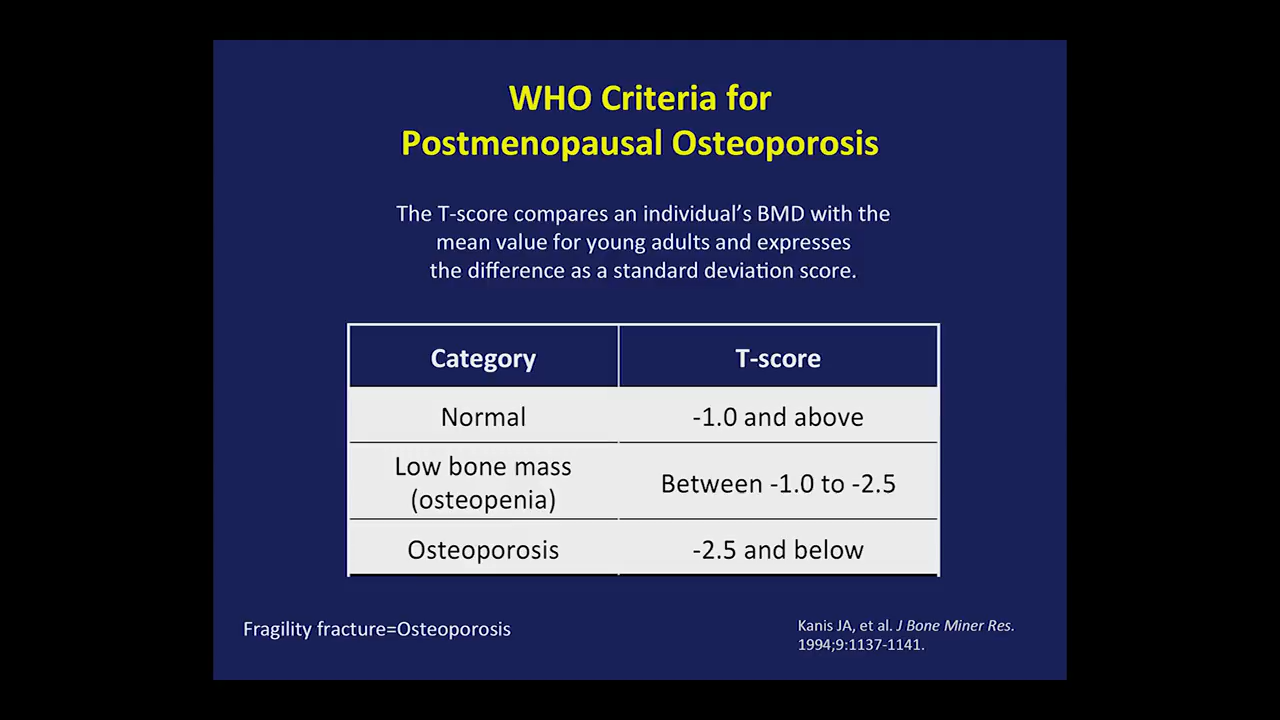 WHO Criteria for
Postmenopausal Osteoporosis
The T-score compares an individual’s BMD with the
mean value for young adults and expresses
the difference as a standard deviation score.
Category T-score
Normal -1.0 and above
Low bone mass
(osteopenia) Between -1.0 to -2.5
Osteoporosis -2.5 and below
Fragility fracture=Osteoporosis
Kanis JA, et al. J Bone Miner Res.
1994;9:1137-1141.